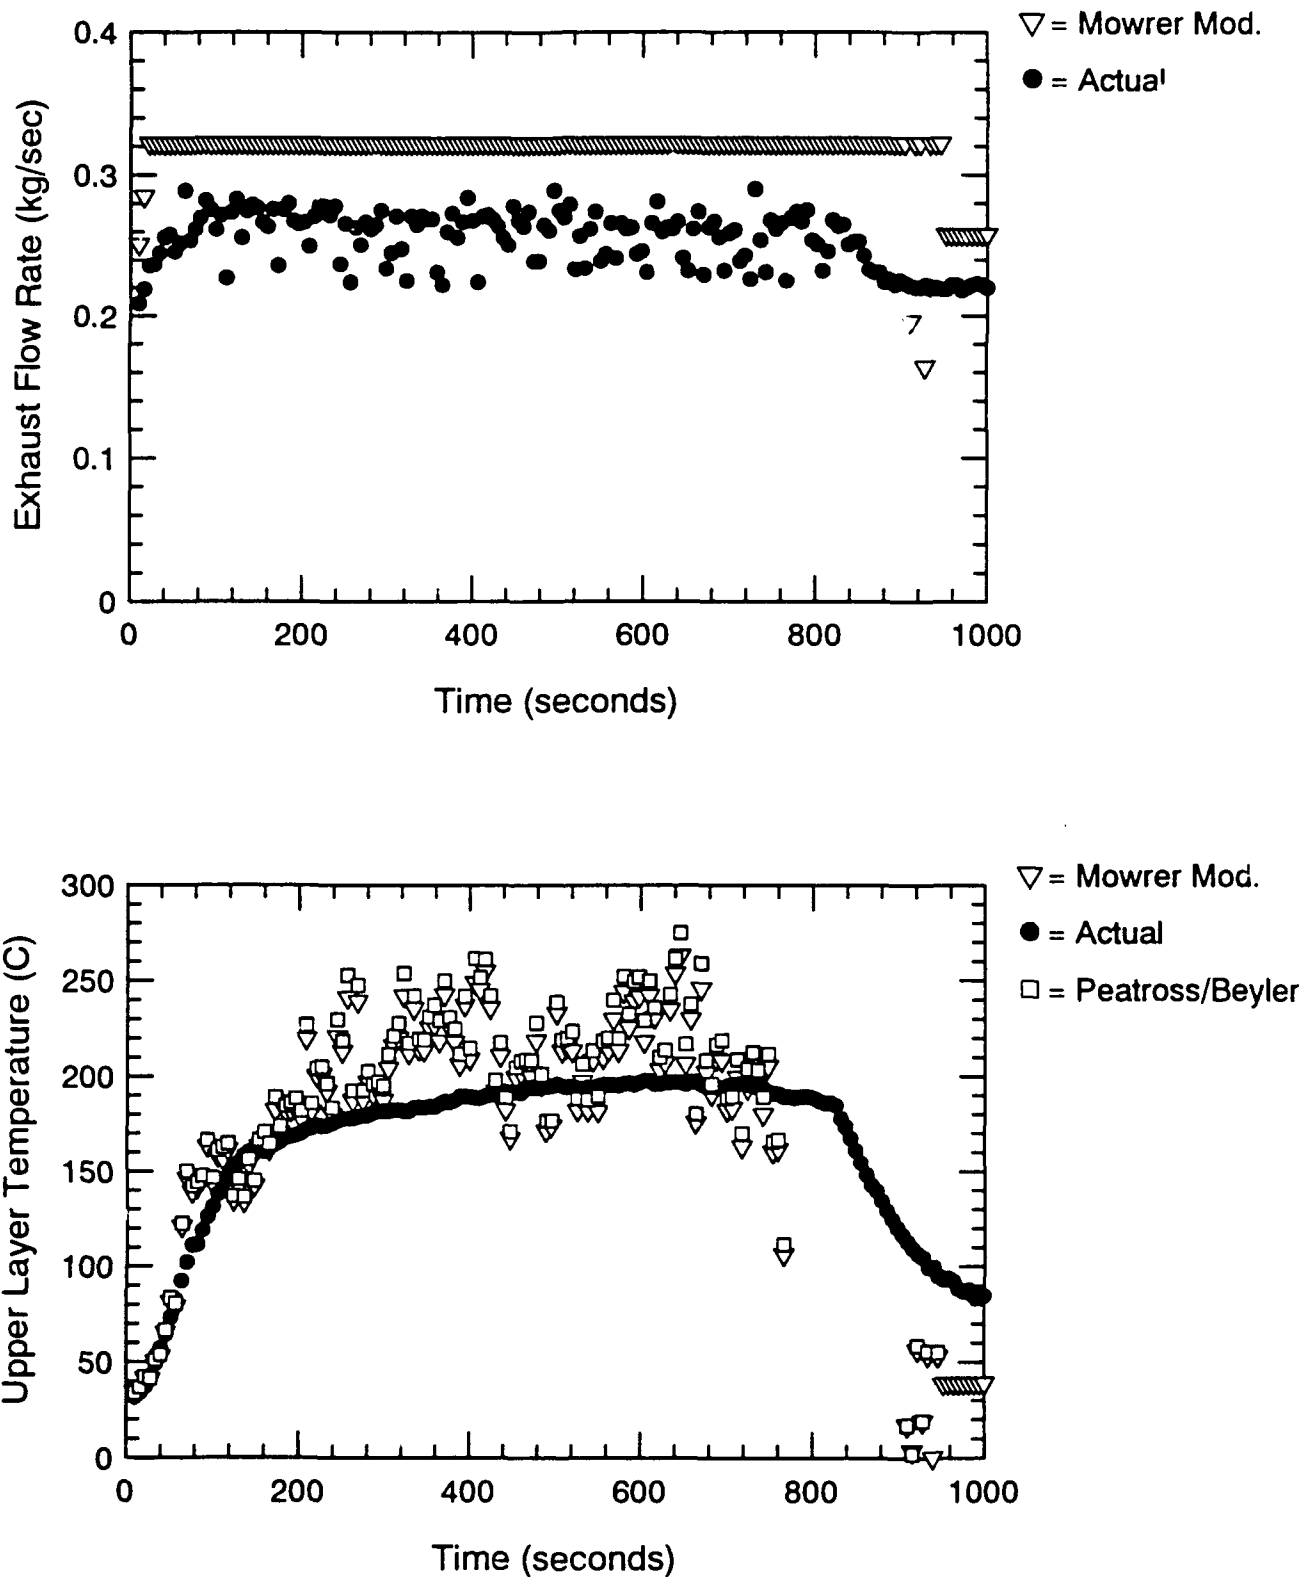 0.4
0.3
0.2
0.1
0
Exhaust Flow Rate (kg/sec)
0 200 400 600 800 1000
Time (seconds)
▽ = Mowrer Mod.
● = Actual
300
250
200
150
100
50
0
Upper Layer Temperature (C)
0 200 400 600 800 1000
Time (seconds)
▽ = Mowrer Mod.
● = Actual
□ = Peatross/Beyler